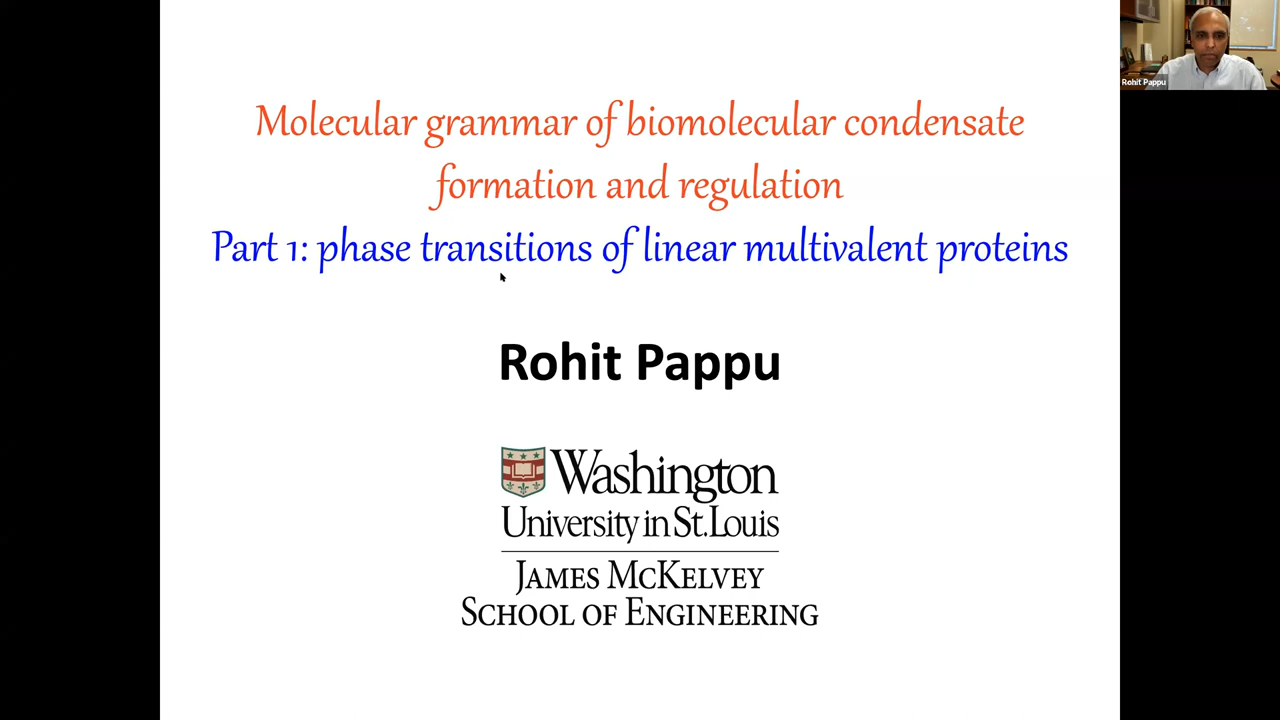 Molecular grammar of biomolecular condensate
formation and regulation
Part 1: phase transitions of linear multivalent proteins
Rohit Pappu
Washington
University in St. Louis
JAMES MCKELVEY
SCHOOL OF ENGINEERING
Rohit Pappu